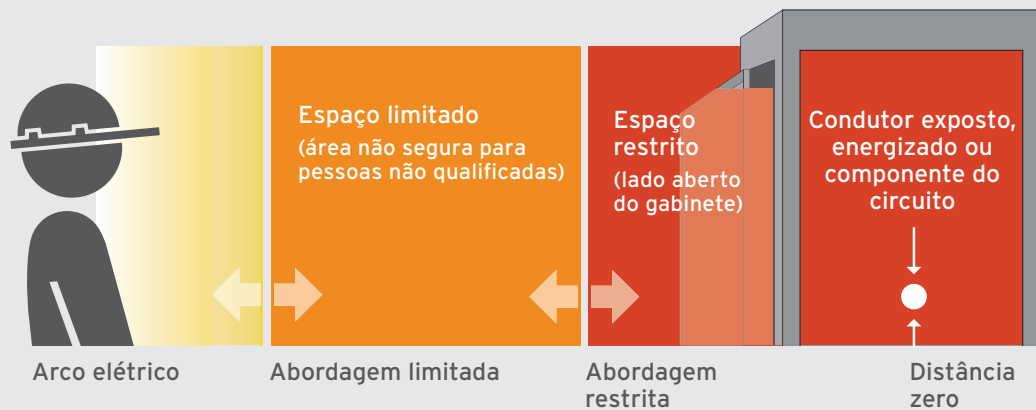 Espaço limitado
(área não segura para
pessoas não qualificadas)
Espaço
restrito
(lado aberto
do gabinete)
Condutor exposto,
energizado ou
componente do
circuito
Arco elétrico
Abordagem limitada
Abordagem
restrita
Distância
zero